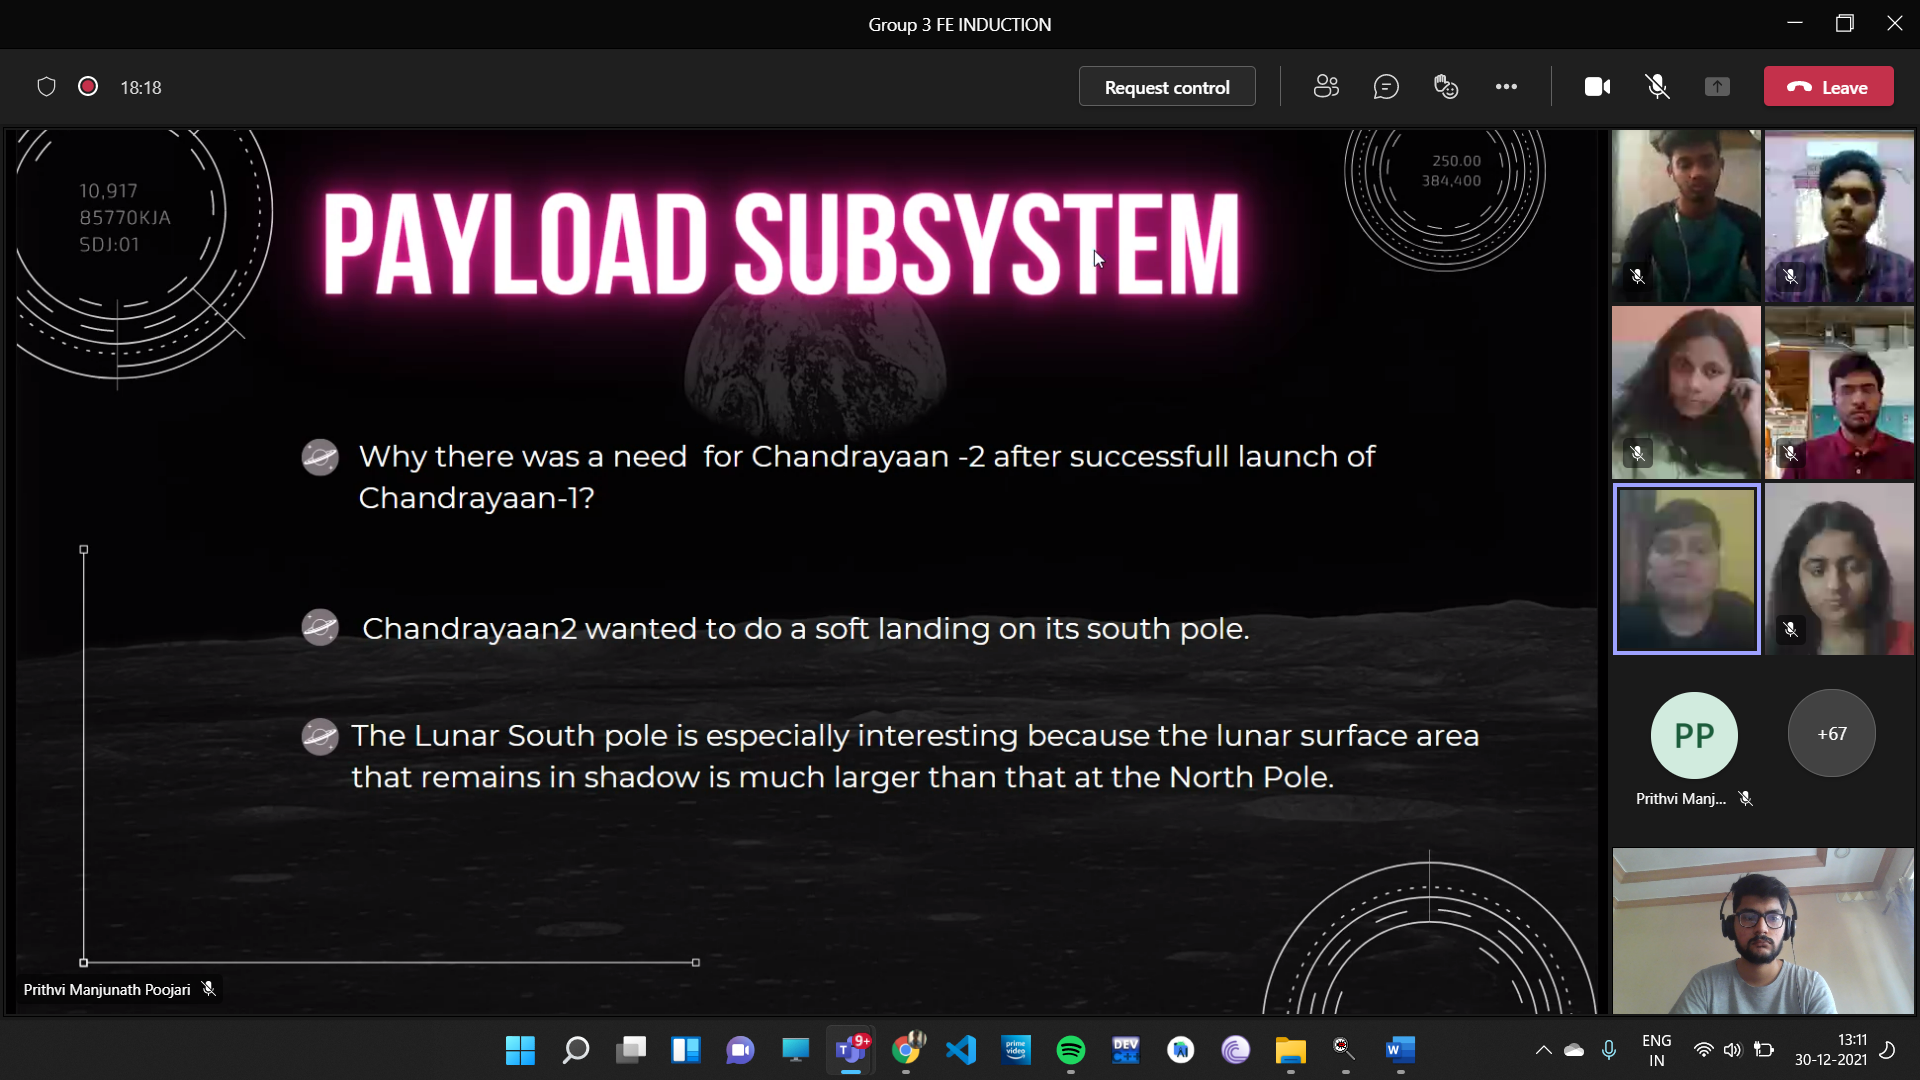 Group 3 FE INDUCTION
18:18
Request control
Leave
10,917
85770KJA
SDJ:01
250.00
384,400
PAYLOAD SUBSYSTEM
Why there was a need  for Chandrayaan -2 after successfull launch of
Chandrayaan-1?
Chandrayaan2 wanted to do a soft landing on its south pole.
The Lunar South pole is especially interesting because the lunar surface area
that remains in shadow is much larger than that at the North Pole.
PP
+67
Prithvi Manj...
Prithvi Manjunath Poojari
9+
prime video
DEV
C++
W
ENG
IN
13:11
30-12-2021